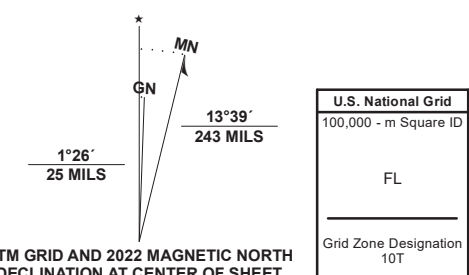 ★
MN
GN
13°39´
243 MILS
1°26´
25 MILS
TM GRID AND 2022 MAGNETIC NORTH
DECLINATION AT CENTER OF SHEET
U.S. National Grid
100,000 - m Square ID
FL
Grid Zone Designation
10T